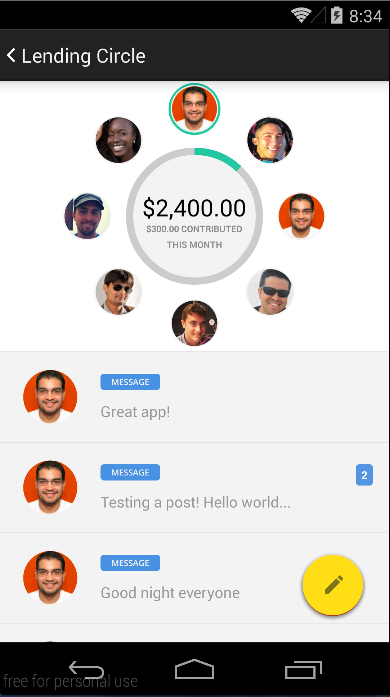 8:34
Lending Circle
$2,400.00
$300.00 CONTRIBUTED
THIS MONTH
MESSAGE
Great app!
MESSAGE
2
Testing a post! Hello world...
MESSAGE
Good night everyone
free for personal use